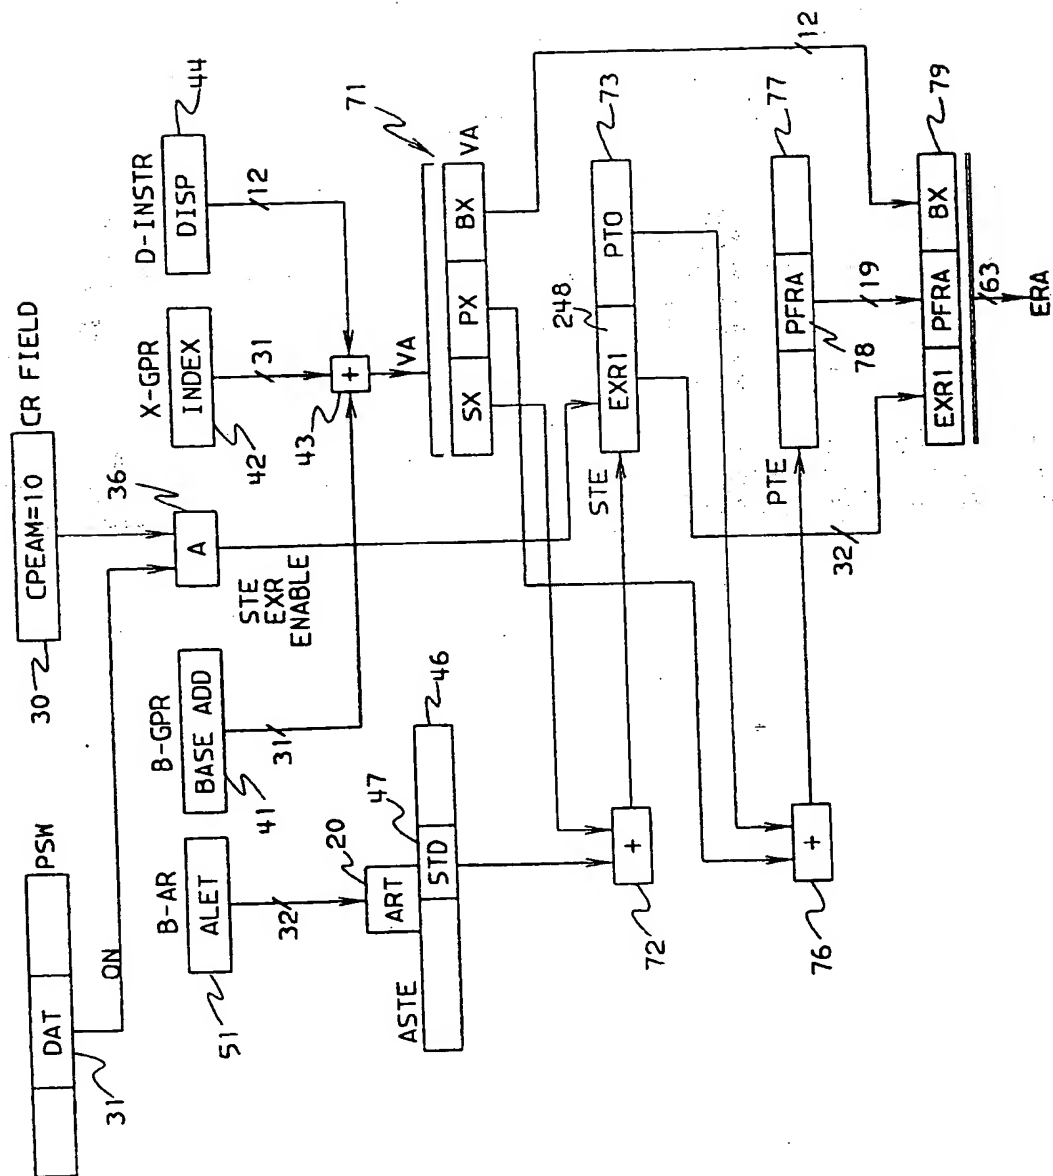 PSW
DAT
31
ON
CR FIELD
CPEAM=10
30
36
A
STE
EXR
ENABLE
B-AR
ALET
51
32
B-GPR
BASE ADD
41
31
X-GPR
INDEX
42
31
D-INSTR
DISP
44
12
+
43
VA
20
ART
ASTE
STD
47
46
71
SX
PX
BX
VA
12
+
72
STE
EXR1
248
PTO
73
+
76
PTE
PFRA
78
77
32
19
EXR1
PFRA
BX
79
63
ERA